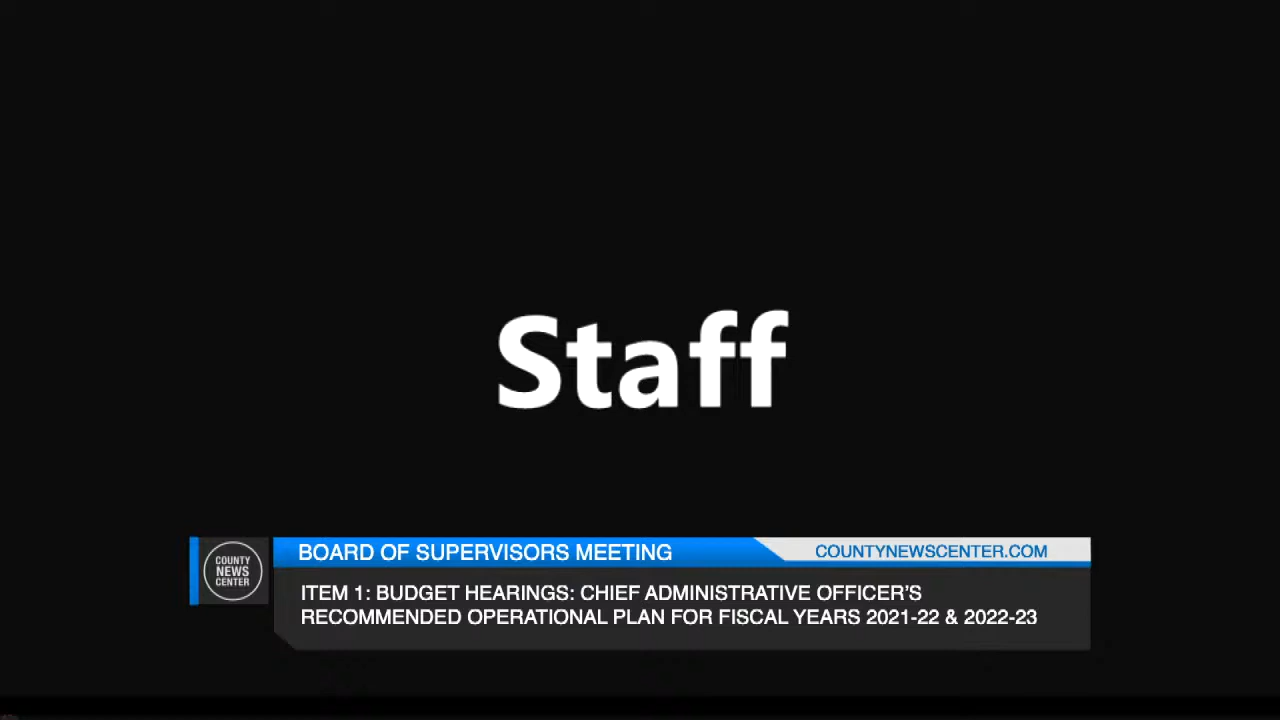 Staff
COUNTY
NEWS
CENTER
BOARD OF SUPERVISORS MEETING
COUNTYNEWSCENTER.COM
ITEM 1: BUDGET HEARINGS: CHIEF ADMINISTRATIVE OFFICER'S
RECOMMENDED OPERATIONAL PLAN FOR FISCAL YEARS 2021-22 & 2022-23